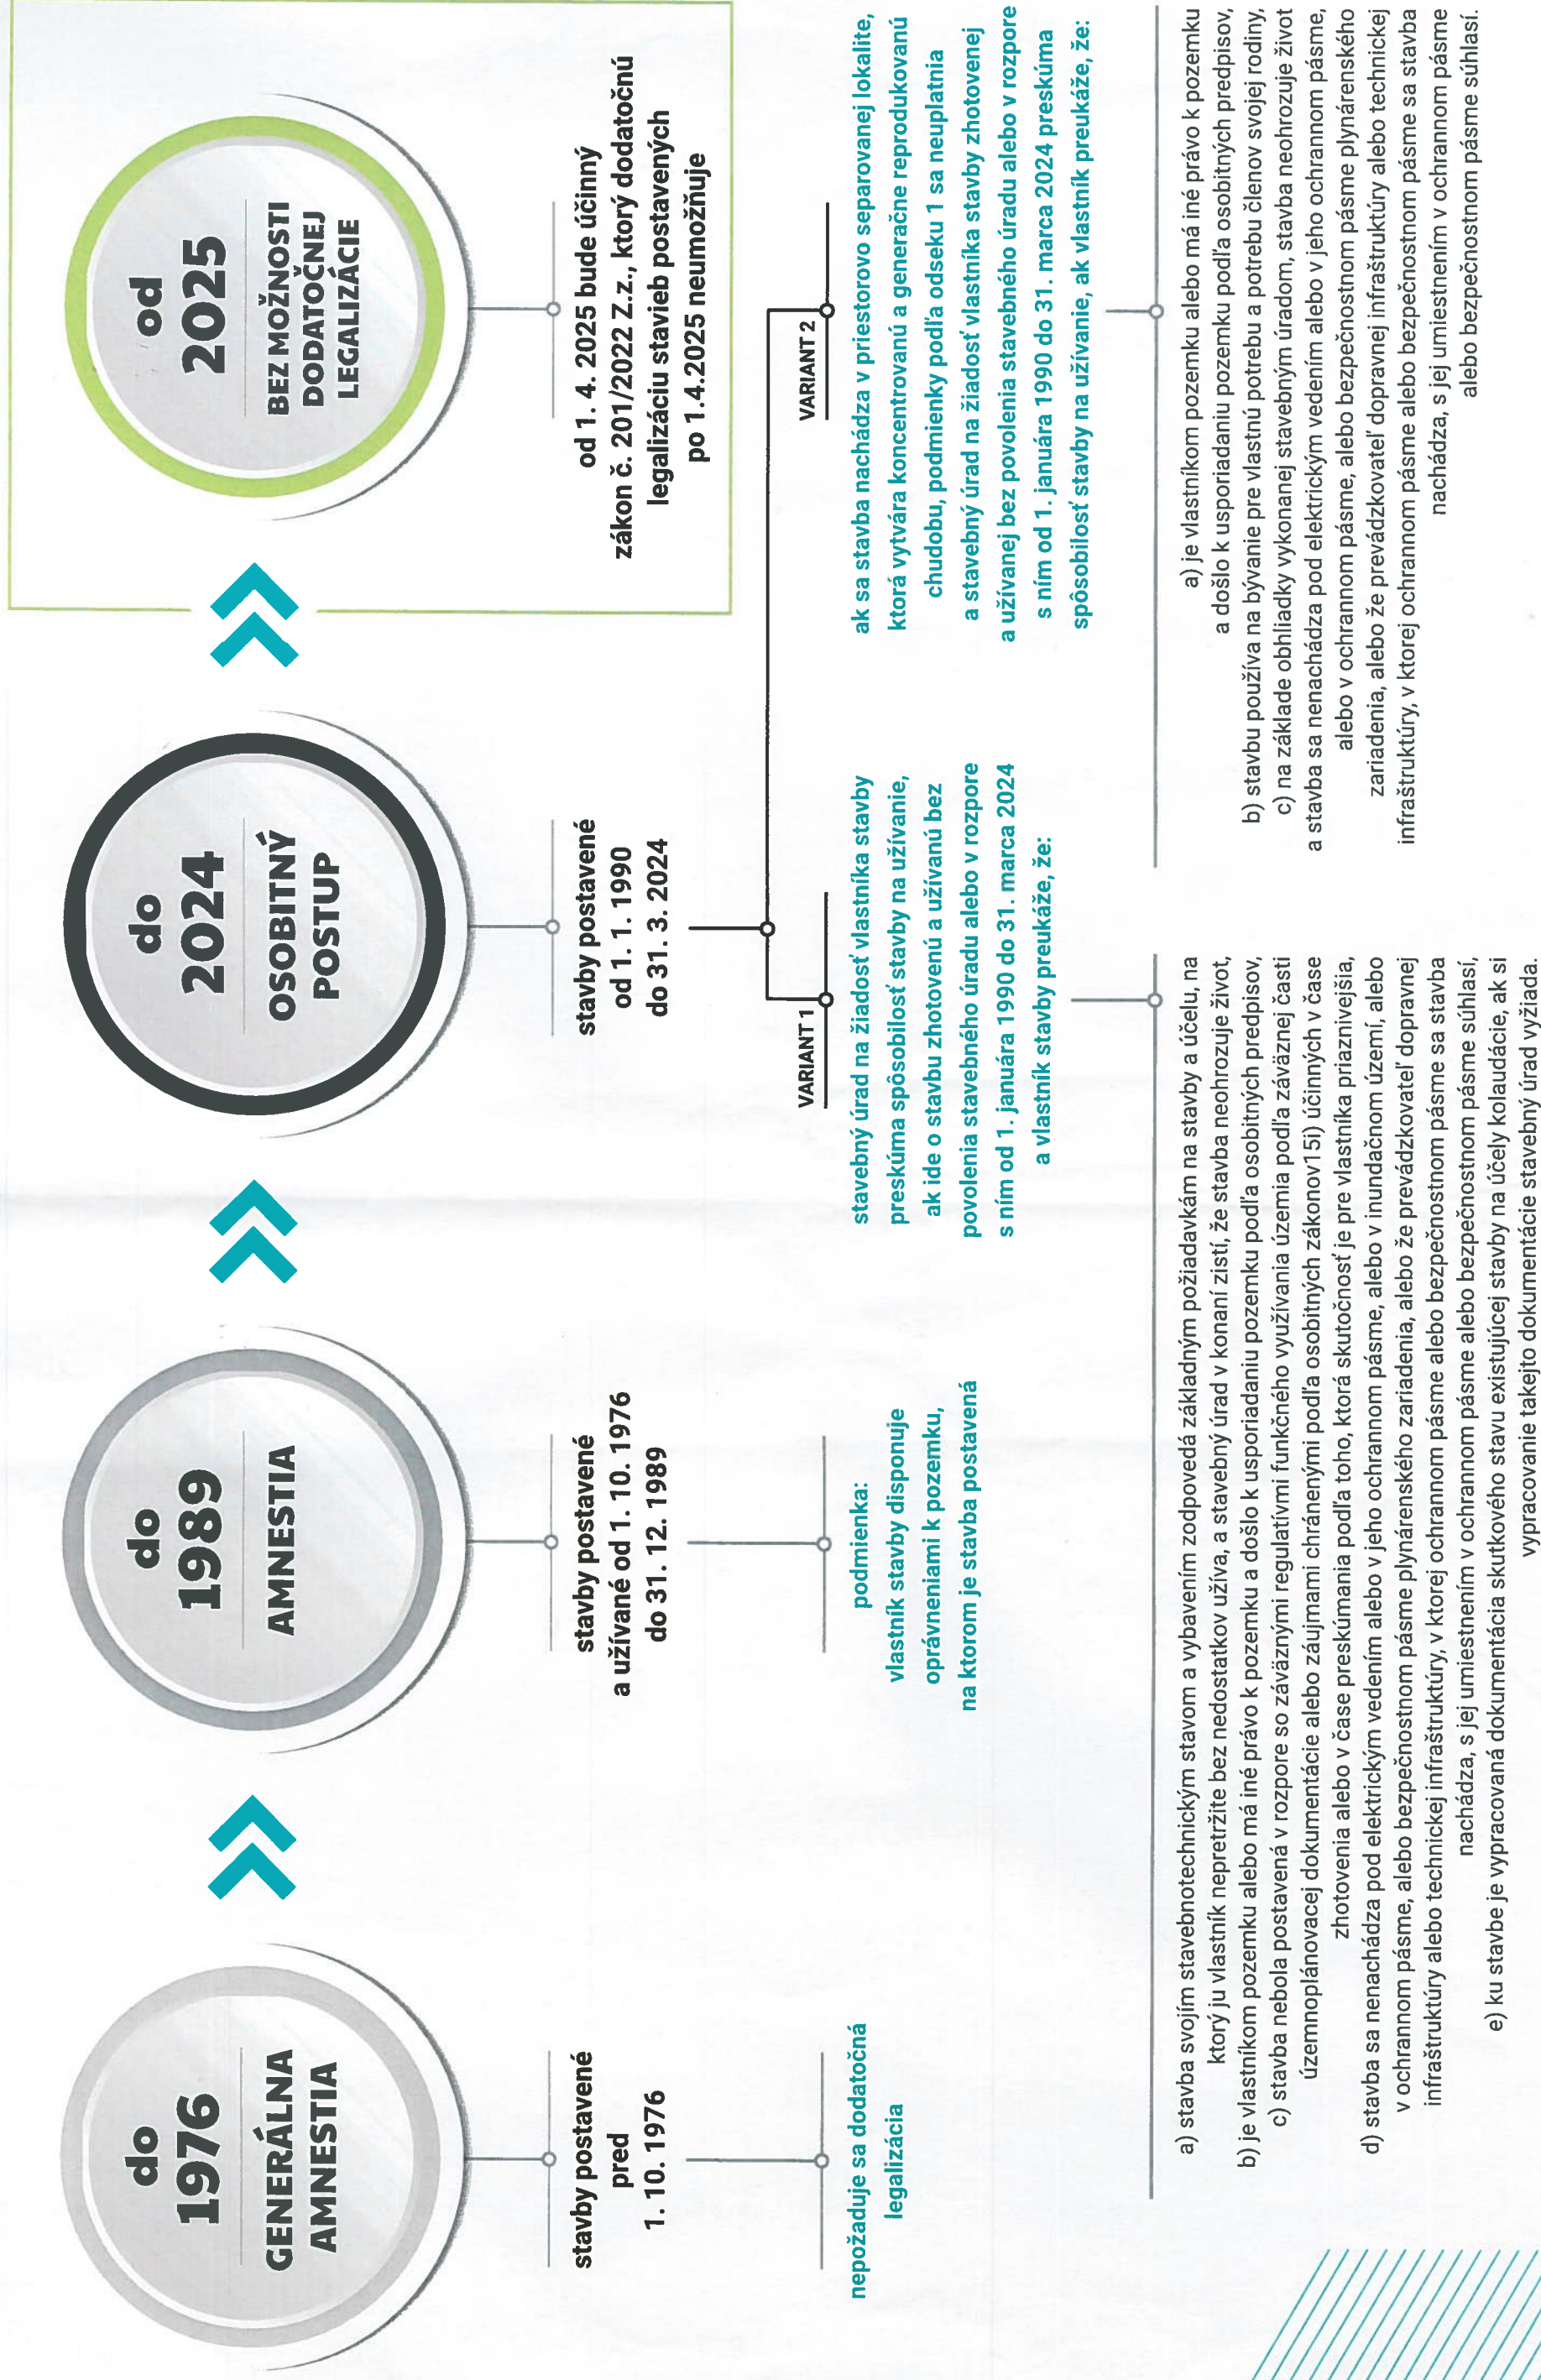 do
1976
GENERÁLNA
AMNESTIA
stavby postavené
pred
1. 10. 1976
nepožaduje sa dodatočná
legalizácia
do
1989
AMNESTIA
stavby postavené
a užívané od 1. 10. 1976
do 31. 12. 1989
podmienka:
vlastník stavby disponuje
oprávneniami k pozemku,
na ktorom je stavba postavená
do
2024
OSOBITNÝ
POSTUP
stavby postavené
od 1. 1. 1990
do 31. 3. 2024
od
2025
BEZ MOŽNOSTI
DODATOČNEJ
LEGALIZÁCIE
od 1. 4. 2025 bude účinný
zákon č. 201/2022 Z.z., ktorý dodatočnú
legalizáciu stavieb postavených
po 1.4.2025 neumožňuje
VARIANT 1
stavebný úrad na žiadosť vlastníka stavby
preskúma spôsobilosť stavby na užívanie,
ak ide o stavbu zhotovenú a užívanú bez
povolenia stavebného úradu alebo v rozpore
s ním od 1. januára 1990 do 31. marca 2024
a vlastník stavby preukáže, že:
VARIANT 2
ak sa stavba nachádza v priestorovo separovanej lokalite,
ktorá vytvára koncentrovanú a generačne reprodukovanú
chudobu, podmienky podľa odseku 1 sa neuplatnia
a stavebný úrad na žiadosť vlastníka stavby zhotovenej
a užívanej bez povolenia stavebného úradu alebo v rozpore
s ním od 1. januára 1990 do 31. marca 2024 preskúma
spôsobilosť stavby na užívanie, ak vlastník preukáže, že:
a) stavba svojím stavebnotechnickým stavom a vybavením zodpovedá základným požiadavkám na stavby a účelu, na
ktorý ju vlastník nepretržite bez nedostatkov užíva, a stavebný úrad v konaní zistí, že stavba neohrozuje život,
b) je vlastníkom pozemku alebo má iné právo k pozemku a došlo k usporiadaniu pozemku podľa osobitných predpisov,
c) stavba nebola postavená v rozpore so záväznými regulatívmi funkčného využívania územia podľa záväznej časti
územnoplánovacej dokumentácie alebo záujmami chránenými podľa osobitných zákonov15i) účinných v čase
zhotovenia alebo v čase preskúmania podľa toho, ktorá skutočnosť je pre vlastníka priaznivejšia,
d) stavba sa nenachádza pod elektrickým vedením alebo v jeho ochrannom pásme, alebo v inundačnom území, alebo
v ochrannom pásme, alebo bezpečnostnom pásme plynárenského zariadenia, alebo že prevádzkovateľ dopravnej
infraštruktúry alebo technickej infraštruktúry, v ktorej ochrannom pásme alebo bezpečnostnom pásme sa stavba
nachádza, s jej umiestnením v ochrannom pásme alebo bezpečnostnom pásme súhlasí,
e) ku stavbe je vypracovaná dokumentácia skutkového stavu existujúcej stavby na účely kolaudácie, ak si
vypracovanie takejto dokumentácie stavebný úrad vyžiada.
a) je vlastníkom pozemku alebo má iné právo k pozemku
a došlo k usporiadaniu pozemku podľa osobitných predpisov,
b) stavbu používa na bývanie pre vlastnú potrebu a potrebu členov svojej rodiny,
c) na základe obhliadky vykonanej stavebným úradom, stavba neohrozuje život
a stavba sa nenachádza pod elektrickým vedením alebo v jeho ochrannom pásme,
alebo v ochrannom pásme, alebo bezpečnostnom pásme plynárenského
zariadenia, alebo že prevádzkovateľ dopravnej infraštruktúry alebo technickej
infraštruktúry, v ktorej ochrannom pásme alebo bezpečnostnom pásme sa stavba
nachádza, s jej umiestnením v ochrannom pásme
alebo bezpečnostnom pásme súhlasí.